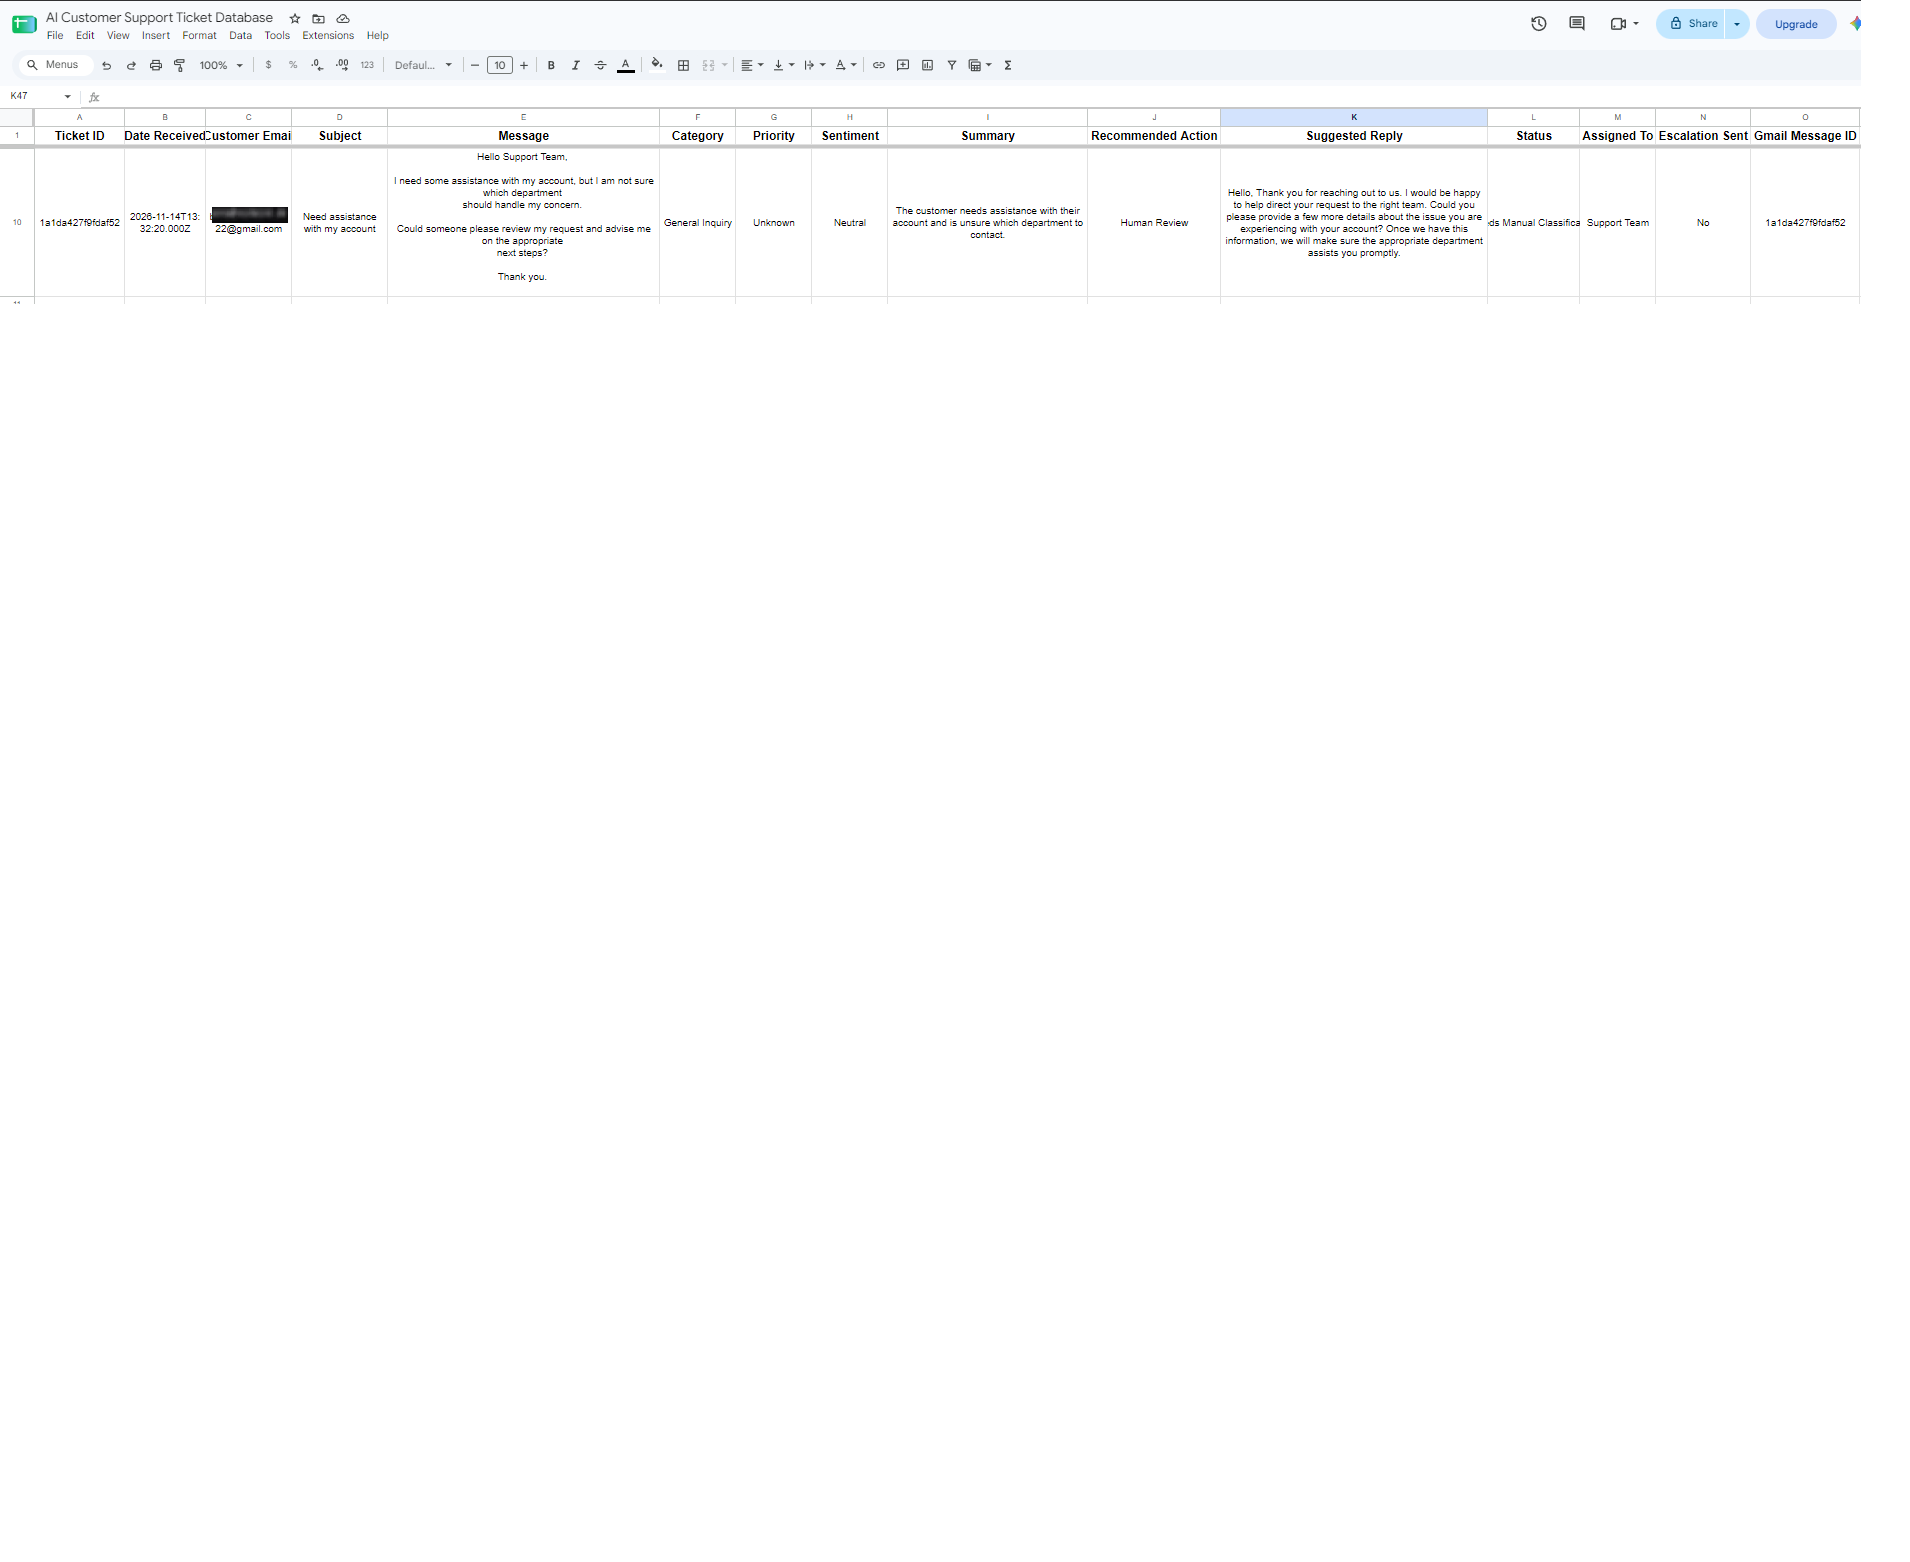 AI Customer Support Ticket Database
File Edit View Insert Format Data Tools Extensions Help
Share
Upgrade
Menus
100%
$ % .0 .00 123
Defaul...
10
B I A
Σ
K47
fx
A B C D E F G H I J K L M N O
1 Ticket ID Date Received Customer Emai Subject Message Category Priority Sentiment Summary Recommended Action Suggested Reply Status Assigned To Escalation Sent Gmail Message ID
10
1a1da427f9fdaf52
2026-11-14T13:
32:20.000Z
22@gmail.com
Need assistance
with my account
Hello Support Team,
I need some assistance with my account, but I am not sure
which department
should handle my concern.
Could someone please review my request and advise me
on the appropriate
next steps?
Thank you.
General Inquiry
Unknown
Neutral
The customer needs assistance with their
account and is unsure which department to
contact.
Human Review
Hello, Thank you for reaching out to us. I would be happy
to help direct your request to the right team. Could you
please provide a few more details about the issue you are
experiencing with your account? Once we have this
information, we will make sure the appropriate department
assists you promptly.
eds Manual Classifica
Support Team
No
1a1da427f9fdaf52